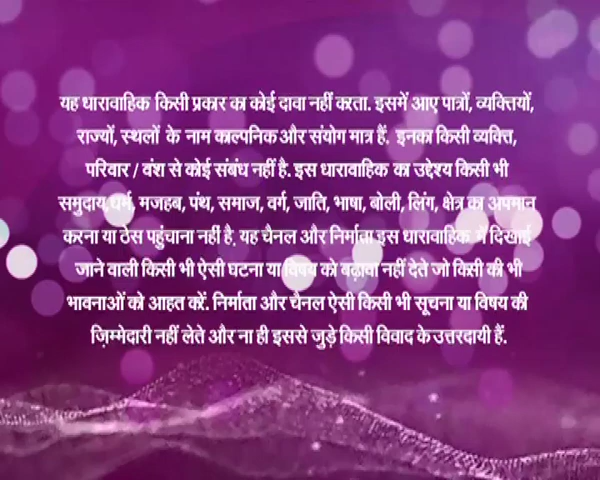 यह धारावाहिक किसी प्रकार का कोई दावा नहीं करता. इसमें आए पात्रों, व्यक्तियों,
राज्यों, स्थलों के नाम काल्पनिक और संयोग मात्र हैं. इनका किसी व्यक्ति,
परिवार / वंश से कोई संबंध नहीं है. इस धारावाहिक का उद्देश्य किसी भी
समुदाय,धर्म, मजहब, पंथ, समाज, वर्ग, जाति, भाषा, बोली, लिंग, क्षेत्र का अपमान
करना या ठेस पहुंचाना नहीं है. यह चैनल और निर्माता इस धारावाहिक में दिखाई
जाने वाली किसी भी ऐसी घटना या विषय को बढ़ावा नहीं देते जो किसी की भी
भावनाओं को आहत करें. निर्माता और चैनल ऐसी किसी भी सूचना या विषय की
ज़िम्मेदारी नहीं लेते और ना ही इससे जुड़े किसी विवाद के उत्तरदायी हैं.